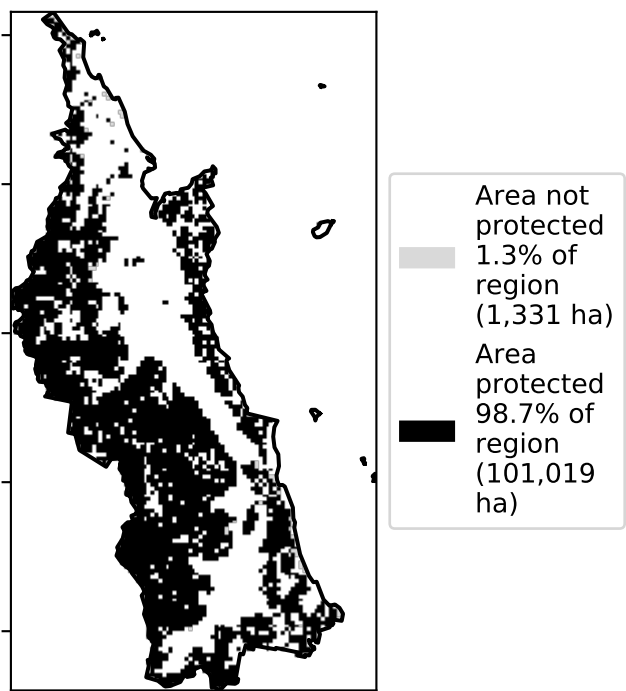 Area not
protected
1.3% of
region
(1,331 ha)
Area
protected
98.7% of
region
(101,019
ha)